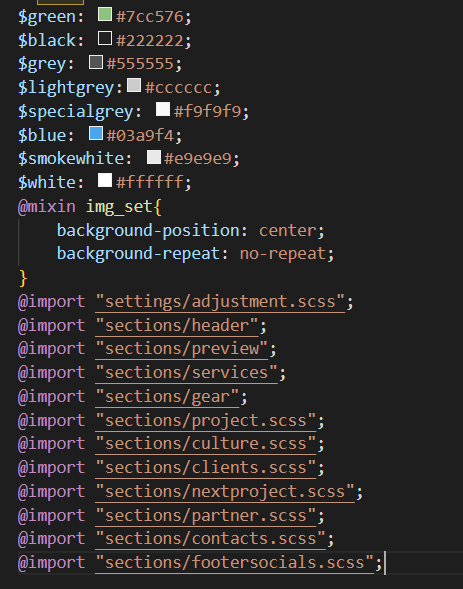 $green: #7cc576;
$black: #222222;
$grey: #555555;
$lightgrey: #cccccc;
$specialgrey: #f9f9f9;
$blue: #03a9f4;
$smokewhite: #e9e9e9;
$white: #ffffff;
@mixin img_set{
    background-position: center;
    background-repeat: no-repeat;
}
@import "settings/adjustment.scss";
@import "sections/header";
@import "sections/preview";
@import "sections/services";
@import "sections/gear";
@import "sections/project.scss";
@import "sections/culture.scss";
@import "sections/clients.scss";
@import "sections/nextproject.scss";
@import "sections/partner.scss";
@import "sections/contacts.scss";
@import "sections/footersocials.scss";